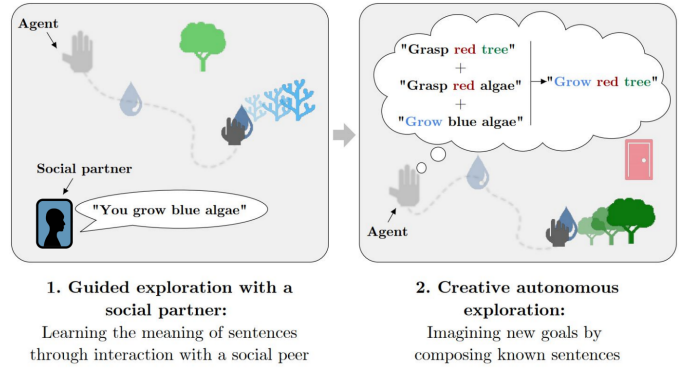 Agent
Social partner
"You grow blue algae"
"Grasp red tree"
+
"Grasp red algae"
+
"Grow blue algae"
"Grow red tree"
Agent
1. Guided exploration with a
social partner:
Learning the meaning of sentences
through interaction with a social peer
2. Creative autonomous
exploration:
Imagining new goals by
composing known sentences